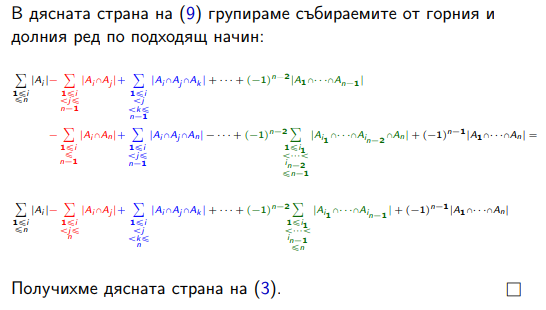 В дясната страна на (9) групираме събираемите от горния и
долния ред по подходящ начин:
∑_{1⩽i⩽n} |A_i| − ∑_{1⩽i<j⩽n−1} |A_i∩A_j| + ∑_{1⩽i<j<k⩽n−1} |A_i∩A_j∩A_k| + ··· + (−1)^{n−2}|A_1∩···∩A_{n−1}|
− ∑_{1⩽i⩽n−1} |A_i∩A_n| + ∑_{1⩽i<j⩽n−1} |A_i∩A_j∩A_n| − ··· + (−1)^{n−2} ∑_{1⩽i_1<···<i_{n−2}⩽n−1} |A_{i_1}∩···∩A_{i_{n−2}}∩A_n| + (−1)^{n−1}|A_1∩···∩A_n| =
∑_{1⩽i⩽n} |A_i| − ∑_{1⩽i<j⩽n} |A_i∩A_j| + ∑_{1⩽i<j<k⩽n} |A_i∩A_j∩A_k| + ··· + (−1)^{n−2} ∑_{1⩽i_1<···<i_{n−1}⩽n} |A_{i_1}∩···∩A_{i_{n−1}}| + (−1)^{n−1}|A_1∩···∩A_n|
Получихме дясната страна на (3). □